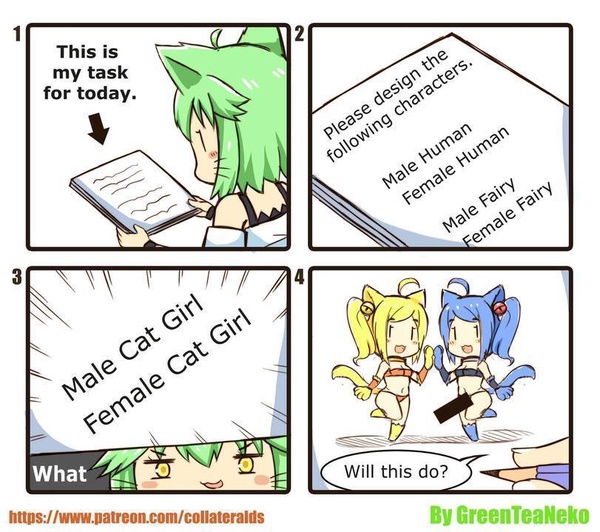 1
This is
my task
for today.
2
Please design the
following characters.
Male Human
Female Human
Male Fairy
Female Fairy
3
Male Cat Girl
Female Cat Girl
What
4
Will this do?
https://www.patreon.com/collateralds
By GreenTeaNeko